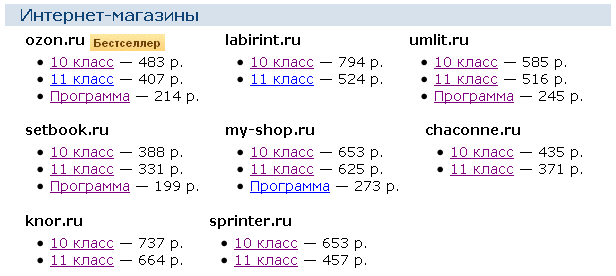 Интернет-магазины
ozon.ru Бестселлер
10 класс — 483 р.
11 класс — 407 р.
Программа — 214 р.
labirint.ru
10 класс — 794 р.
11 класс — 524 р.
umlit.ru
10 класс — 585 р.
11 класс — 516 р.
Программа — 245 р.
setbook.ru
10 класс — 388 р.
11 класс — 331 р.
Программа — 199 р.
my-shop.ru
10 класс — 653 р.
11 класс — 625 р.
Программа — 273 р.
chaconne.ru
10 класс — 435 р.
11 класс — 371 р.
knor.ru
10 класс — 737 р.
11 класс — 664 р.
sprinter.ru
10 класс — 653 р.
11 класс — 457 р.